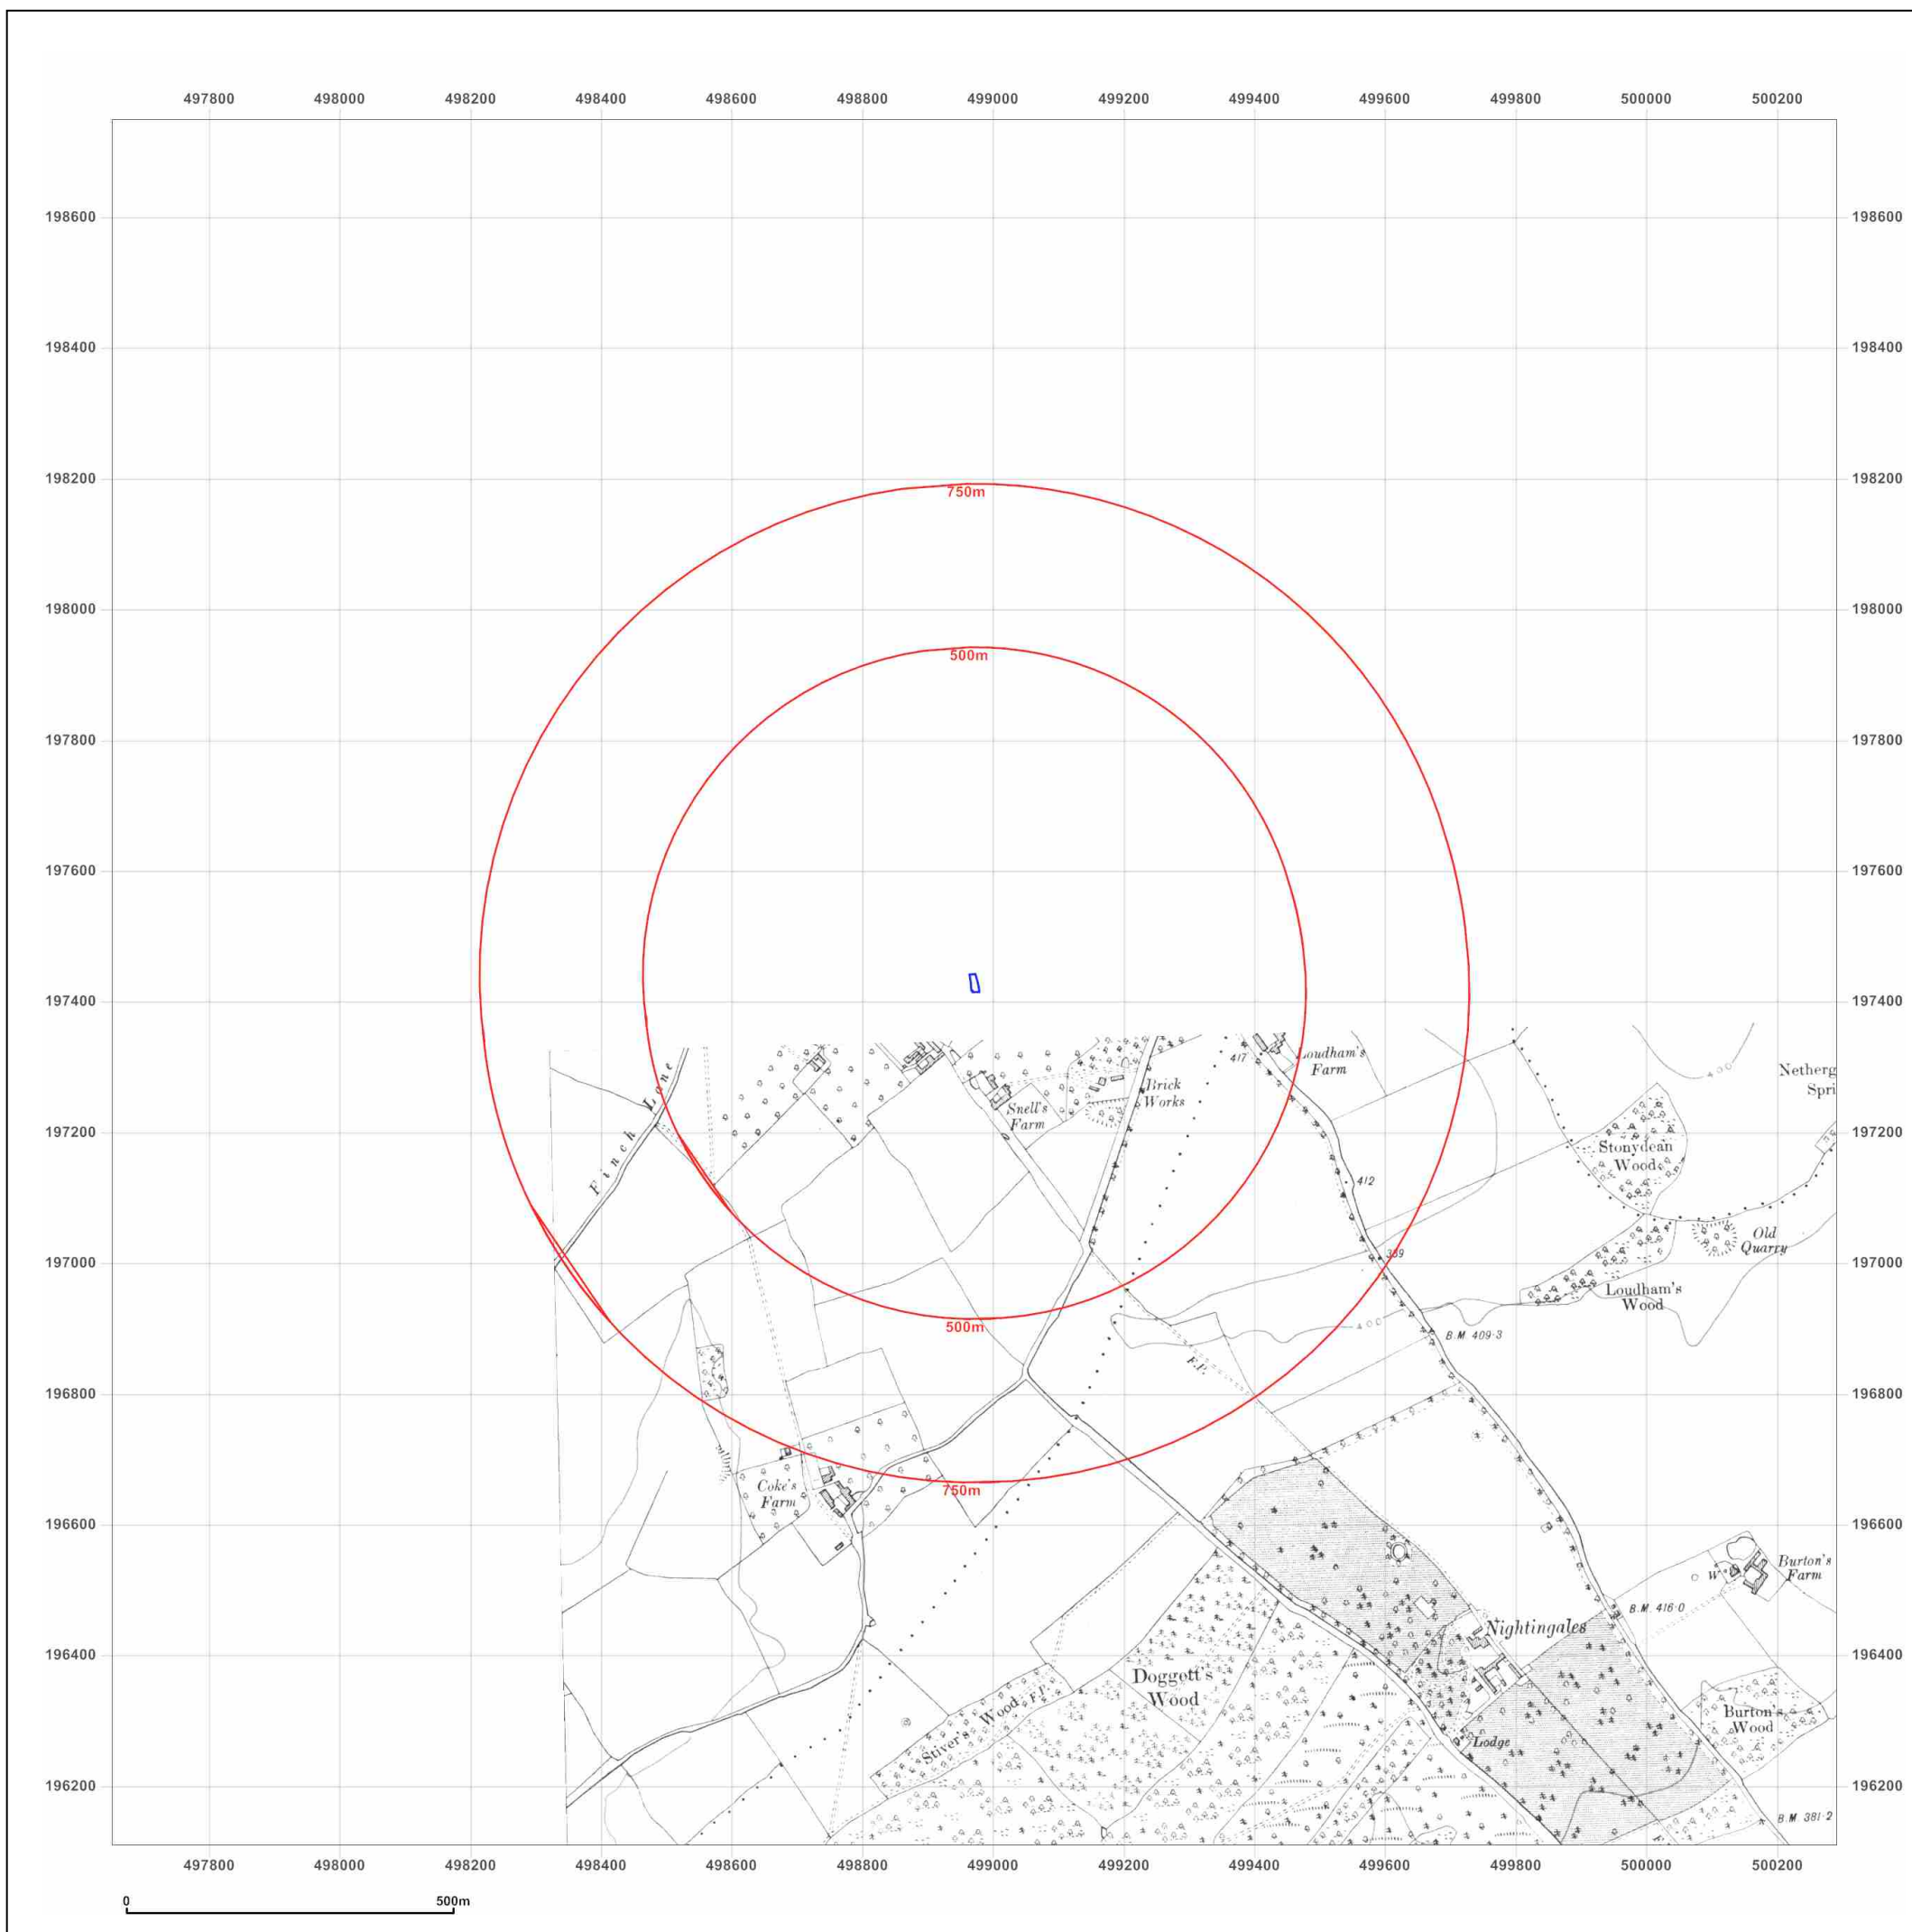 497800 498000 498200 498400 498600 498800 499000 499200 499400 499600 499800 500000 500200
198600 198600
198400 198400
198200 198200
750m
198000 198000
500m
197800 197800
197600 197600
197400 197400
417
Loudham's
Farm
Finch Lane
Snell's
Farm
Brick
Works
Netherg
Spri
400
197200 197200
Stonydean
Wood
412
Old
Quarry
197000 197000
399
Loudham's
Wood
500m
400
B.M. 409·3
F.P.
196800 196800
Coke's
Farm
750m
196600 196600
W
Burton's
Farm
B.M. 416·0
Nightingales
196400 196400
Doggett's
Wood
Stiver's Wood
F.P.
Burton's
Wood
Lodge
196200 196200
B.M. 381·2
497800 498000 498200 498400 498600 498800 499000 499200 499400 499600 499800 500000 500200
0 500m